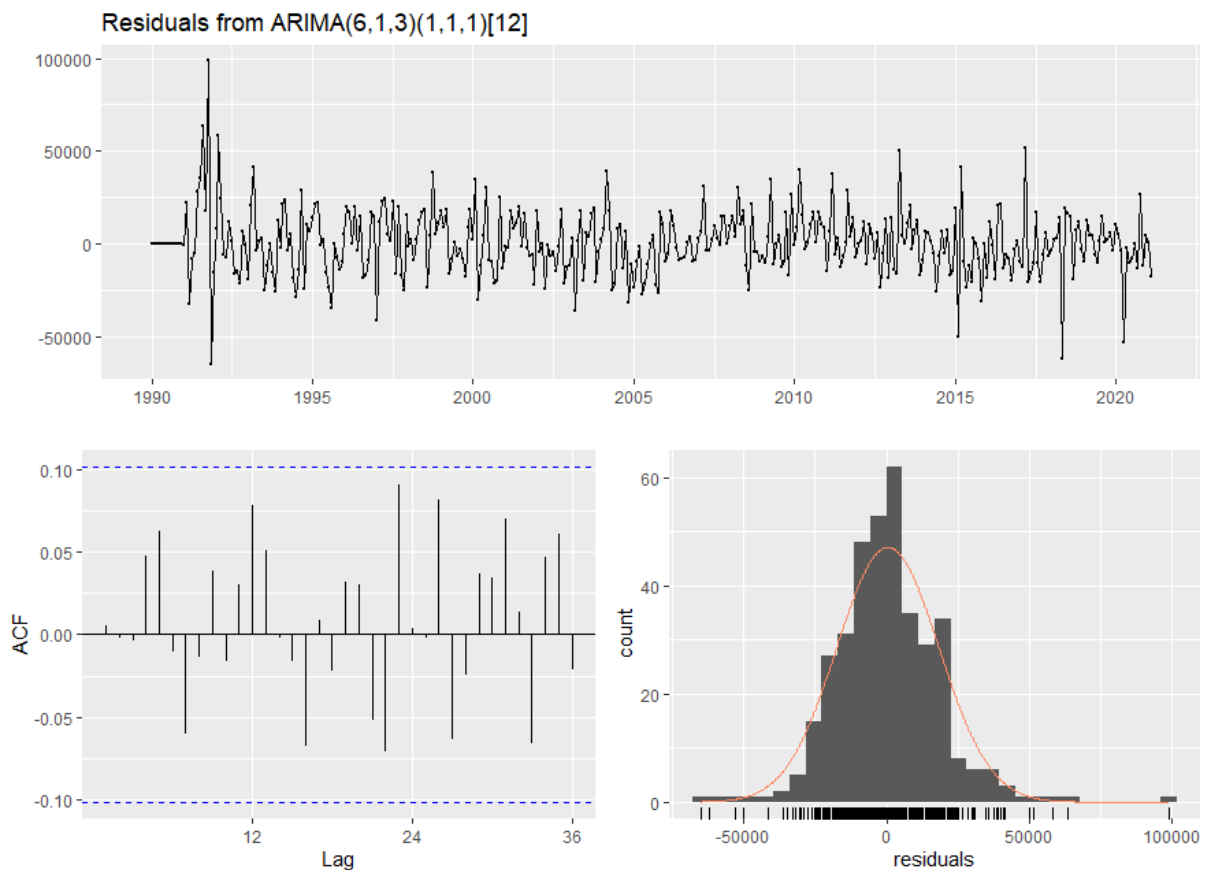 Residuals from ARIMA(6,1,3)(1,1,1)[12]
100000
50000
0
-50000
1990 1995 2000 2005 2010 2015 2020
0.10
0.05
0.00
-0.05
-0.10
ACF
12 24 36
Lag
60
40
20
0
count
-50000 0 50000 100000
residuals